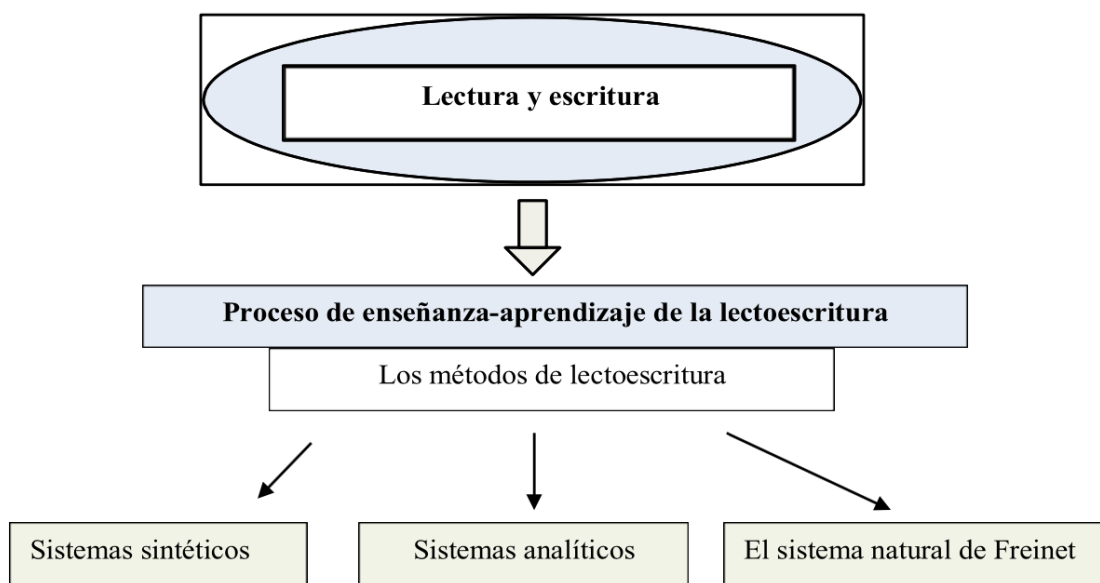 Lectura y escritura
Proceso de enseñanza-aprendizaje de la lectoescritura
Los métodos de lectoescritura
Sistemas sintéticos
Sistemas analíticos
El sistema natural de Freinet